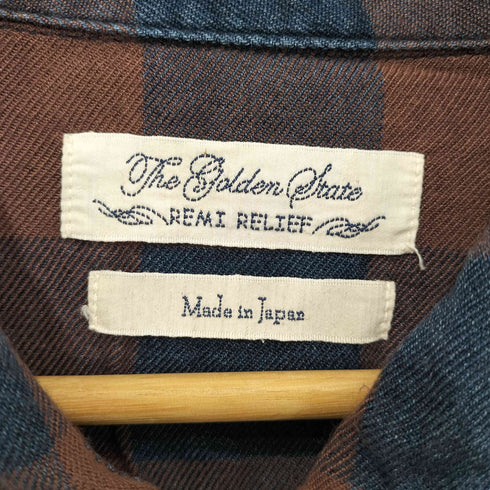 The Golden State
REMI RELIEF
Made in Japan